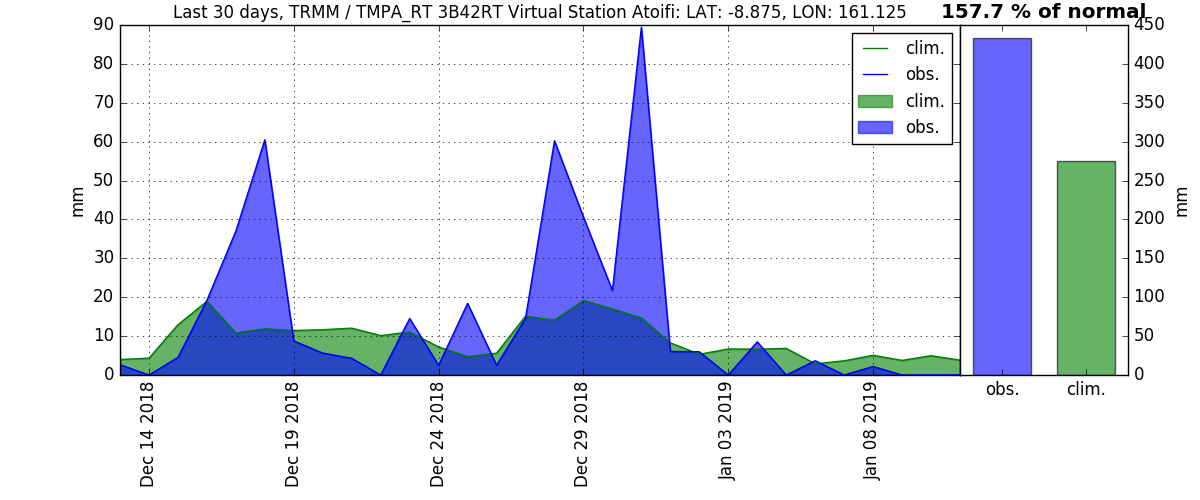 Last 30 days, TRMM / TMPA_RT 3B42RT Virtual Station Atoifi: LAT: -8.875, LON: 161.125
157.7 % of normal
90
80
70
60
50
40
30
20
10
0
mm
Dec 14 2018
Dec 19 2018
Dec 24 2018
Dec 29 2018
Jan 03 2019
Jan 08 2019
clim.
obs.
clim.
obs.
450
400
350
300
250
200
150
100
50
0
mm
obs.
clim.